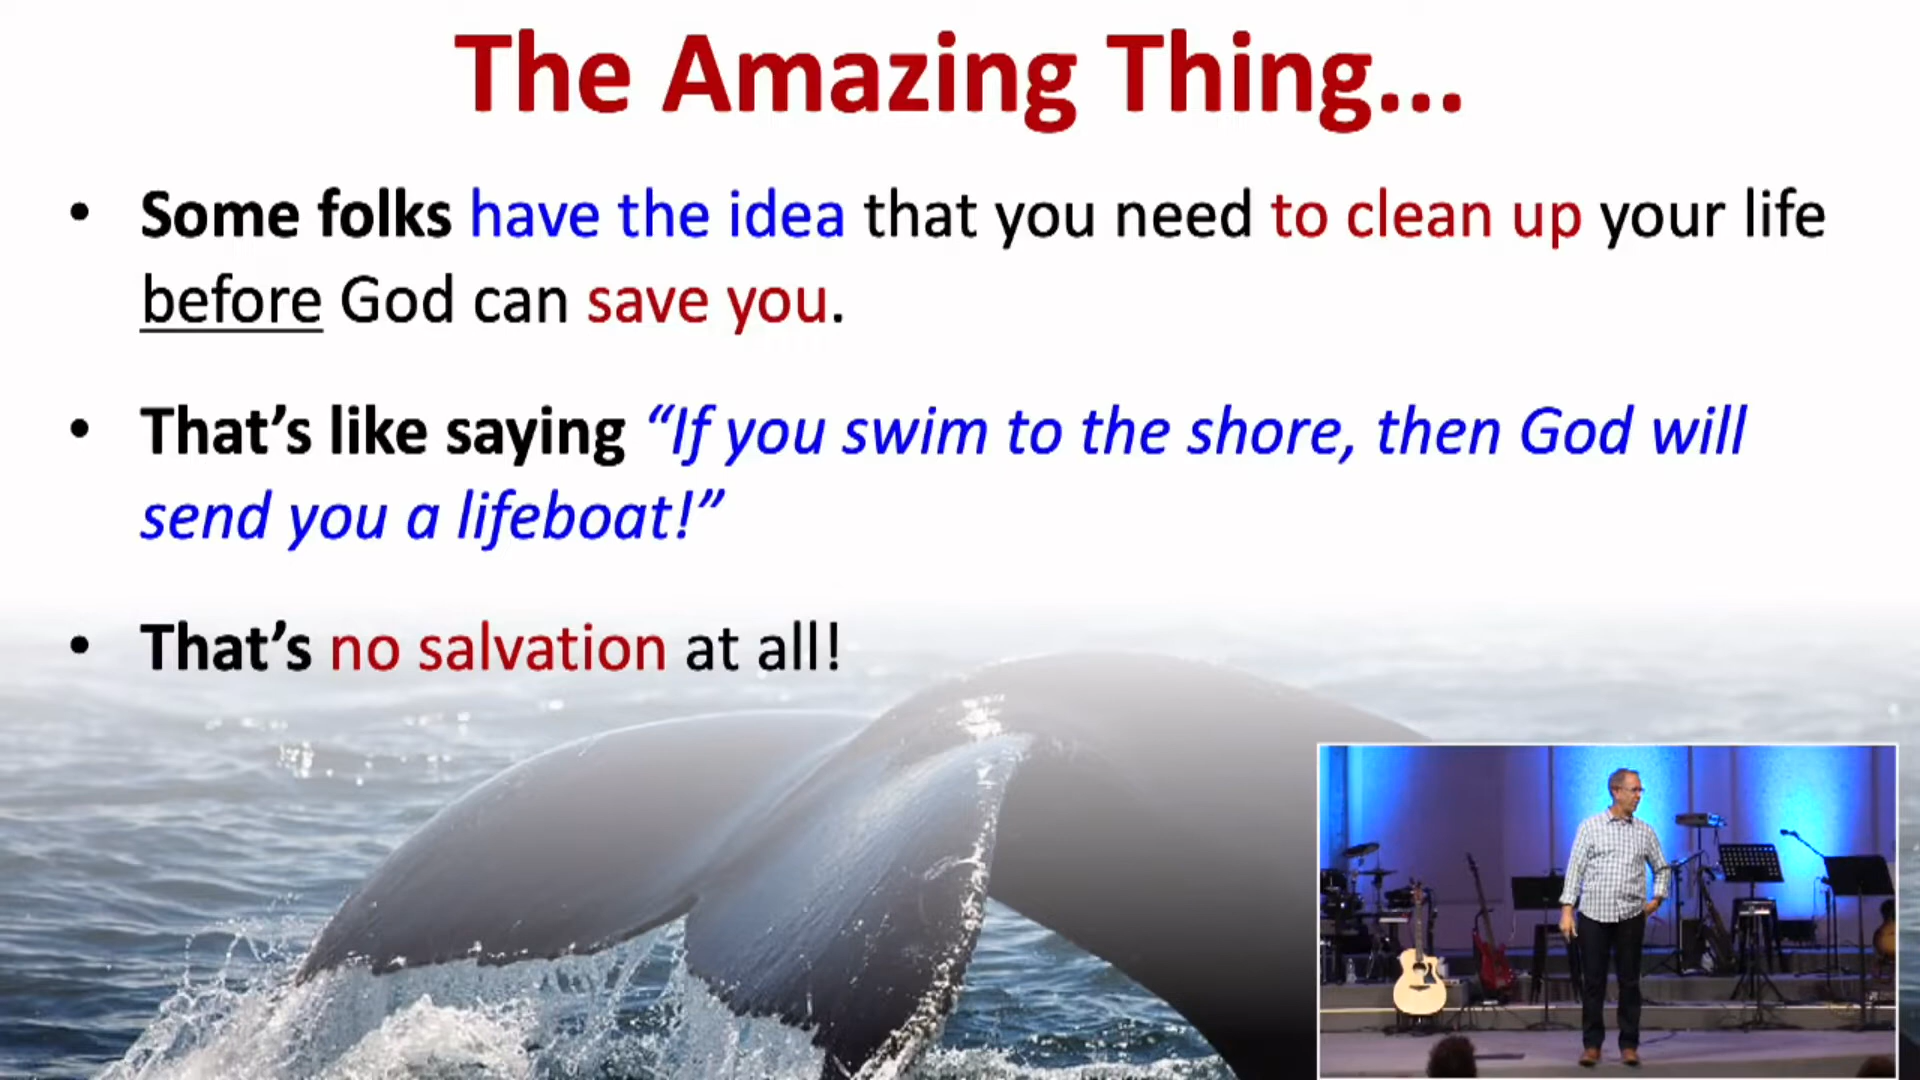 The Amazing Thing...
• Some folks have the idea that you need to clean up your life
before God can save you.
• That’s like saying “If you swim to the shore, then God will
send you a lifeboat!”
• That’s no salvation at all!